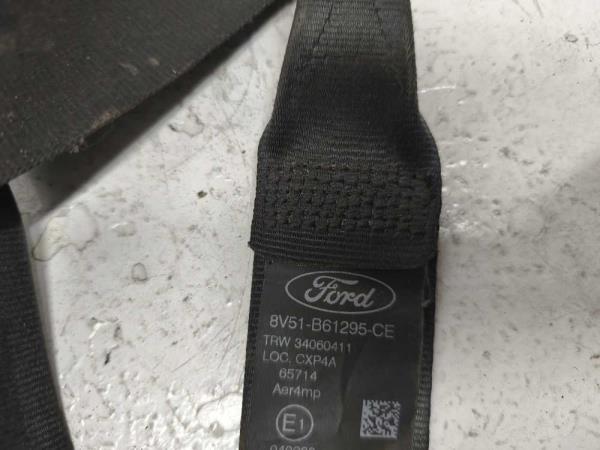 Ford
8V51-B61295-CE
TRW 34060411
LOC. CXP4A
65714
Aer4mp
E1